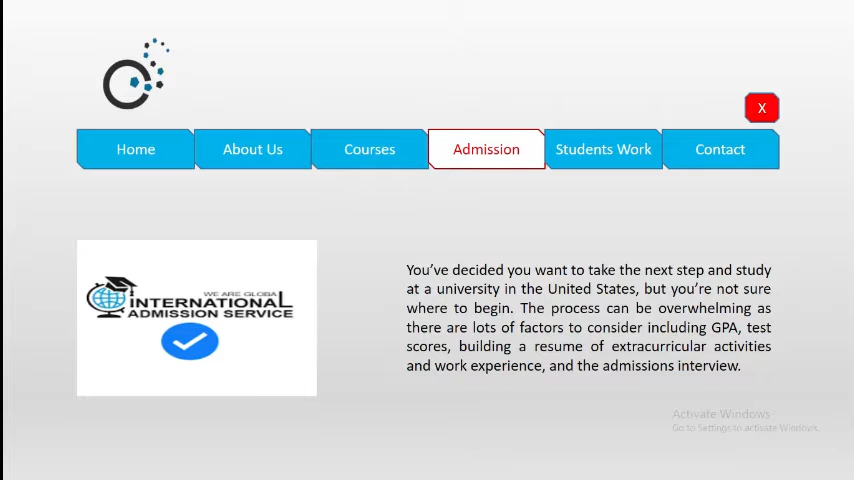 X
Home
About Us
Courses
Admission
Students Work
Contact
WE ARE GLOBA
INTERNATIONAL
ADMISSION SERVICE
You’ve decided you want to take the next step and study
at a university in the United States, but you’re not sure
where to begin. The process can be overwhelming as
there are lots of factors to consider including GPA, test
scores, building a resume of extracurricular activities
and work experience, and the admissions interview.
Activate Windows
Go to Settings to activate Windows.